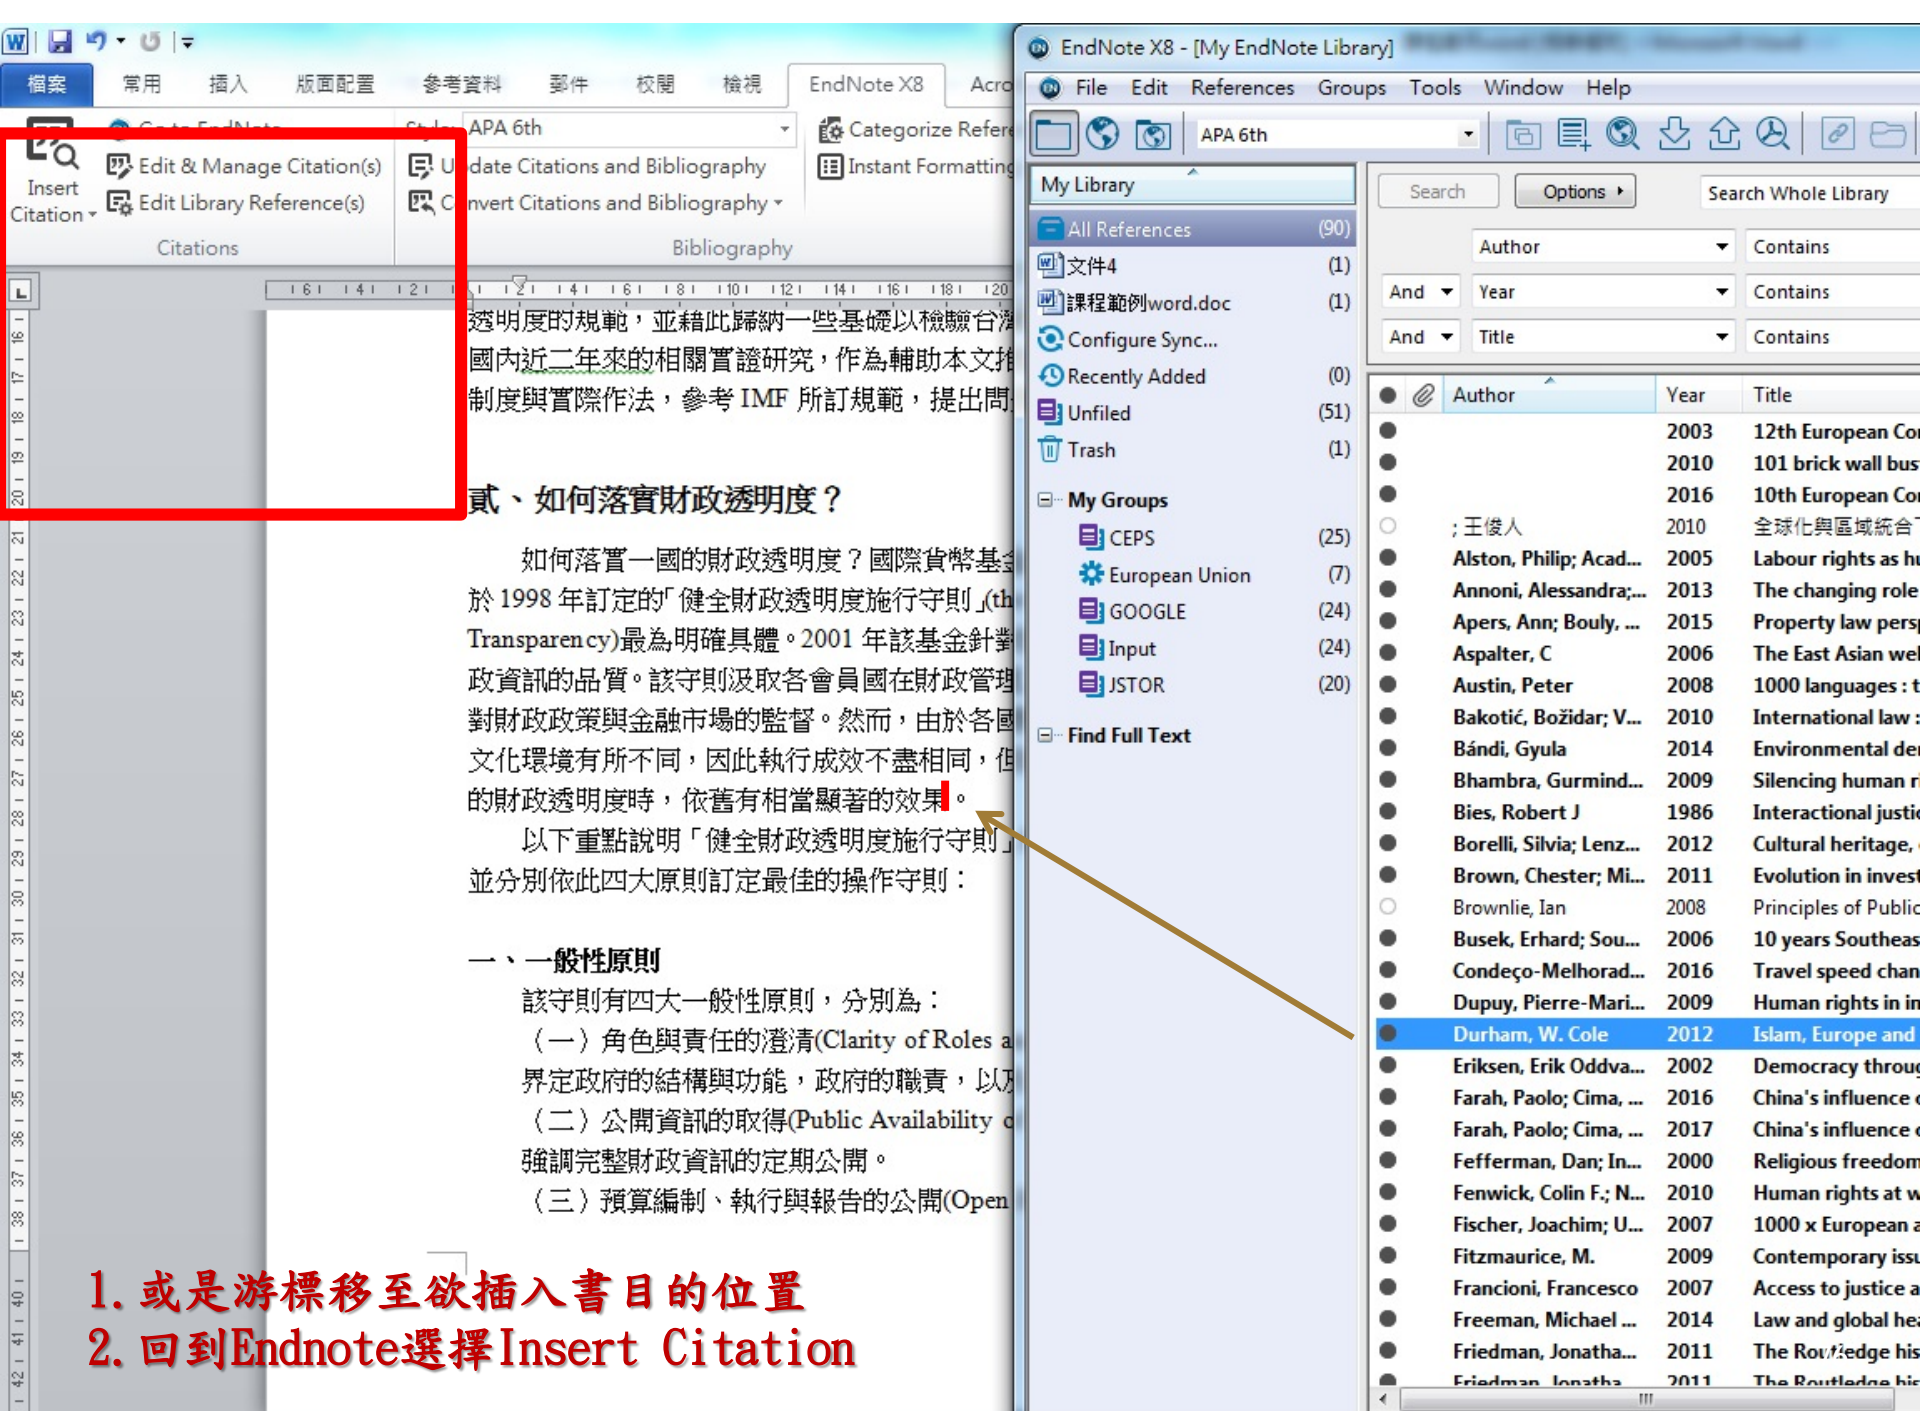 檔案 常用 插入 版面配置 參考資料 郵件 校閱 檢視 EndNote X8 Acro
Insert Citation
Edit & Manage Citation(s)
Edit Library Reference(s)
Citations
APA 6th
Update Citations and Bibliography
Convert Citations and Bibliography
Categorize Refere
Instant Formatting
Bibliography
國內近二年來的相關實證研究，作為輔助本文推
制度與實際作法，參考 IMF 所訂規範，提出問
貳、如何落實財政透明度？
如何落實一國的財政透明度？國際貨幣基金
於 1998 年訂定的「健全財政透明度施行守則」(th
Transparency)最為明確具體。2001 年該基金針對
政資訊的品質。該守則汲取各會員國在財政管理
對財政政策與金融市場的監督。然而，由於各國
文化環境有所不同，因此執行成效不盡相同，但
的財政透明度時，依舊有相當顯著的效果。
以下重點說明「健全財政透明度施行守則」
並分別依此四大原則訂定最佳的操作守則：
一、一般性原則
該守則有四大一般性原則，分別為：
（一）角色與責任的澄清(Clarity of Roles a
界定政府的結構與功能，政府的職責，以及
（二）公開資訊的取得(Public Availability o
強調完整財政資訊的定期公開。
（三）預算編制、執行與報告的公開(Open
1.或是游標移至欲插入書目的位置
2.回到Endnote選擇Insert Citation
EndNote X8 - [My EndNote Library]
File Edit References Groups Tools Window Help
APA 6th
My Library
All References (90)
文件4 (1)
課程範例word.doc (1)
Configure Sync...
Recently Added (0)
Unfiled (51)
Trash (1)
My Groups
CEPS (25)
European Union (7)
GOOGLE (24)
Input (24)
JSTOR (20)
Find Full Text
Search Options Search Whole Library
Author Contains
And Year Contains
And Title Contains
Author Year Title
2003 12th European Co
2010 101 brick wall bus
2016 10th European Co
; 王俊人 2010 全球化與區域統合
Alston, Philip; Acad... 2005 Labour rights as hu
Annoni, Alessandra;... 2013 The changing role
Apers, Ann; Bouly, ... 2015 Property law persp
Aspalter, C 2006 The East Asian wel
Austin, Peter 2008 1000 languages : t
Bakotić, Božidar; V... 2010 International law :
Bándi, Gyula 2014 Environmental der
Bhambra, Gurmind... 2009 Silencing human ri
Bies, Robert J 1986 Interactional justic
Borelli, Silvia; Lenz... 2012 Cultural heritage,
Brown, Chester; Mi... 2011 Evolution in invest
Brownlie, Ian 2008 Principles of Public
Busek, Erhard; Sou... 2006 10 years Southeas
Condeço-Melhorad... 2016 Travel speed chan
Dupuy, Pierre-Mari... 2009 Human rights in in
Durham, W. Cole 2012 Islam, Europe and
Eriksen, Erik Oddva... 2002 Democracy throug
Farah, Paolo; Cima, ... 2016 China's influence o
Farah, Paolo; Cima, ... 2017 China's influence o
Fefferman, Dan; In... 2000 Religious freedom
Fenwick, Colin F.; N... 2010 Human rights at w
Fischer, Joachim; U... 2007 1000 x European a
Fitzmaurice, M. 2009 Contemporary issu
Francioni, Francesco 2007 Access to justice a
Freeman, Michael ... 2014 Law and global hea
Friedman, Jonatha... 2011 The Routledge his